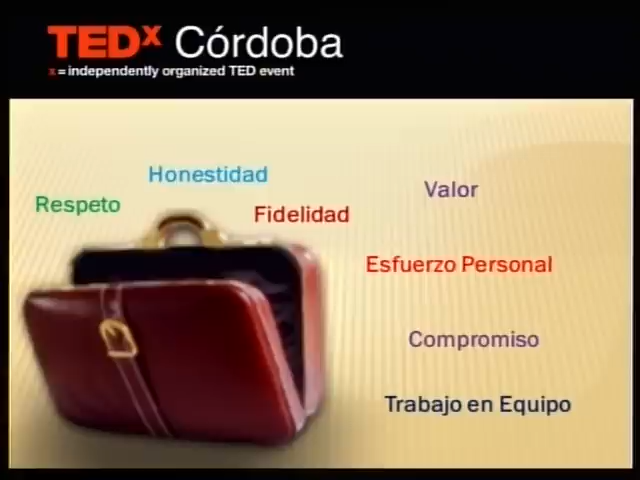 TEDx Córdoba
x = independently organized TED event
Honestidad
Valor
Respeto
Fidelidad
Esfuerzo Personal
Compromiso
Trabajo en Equipo